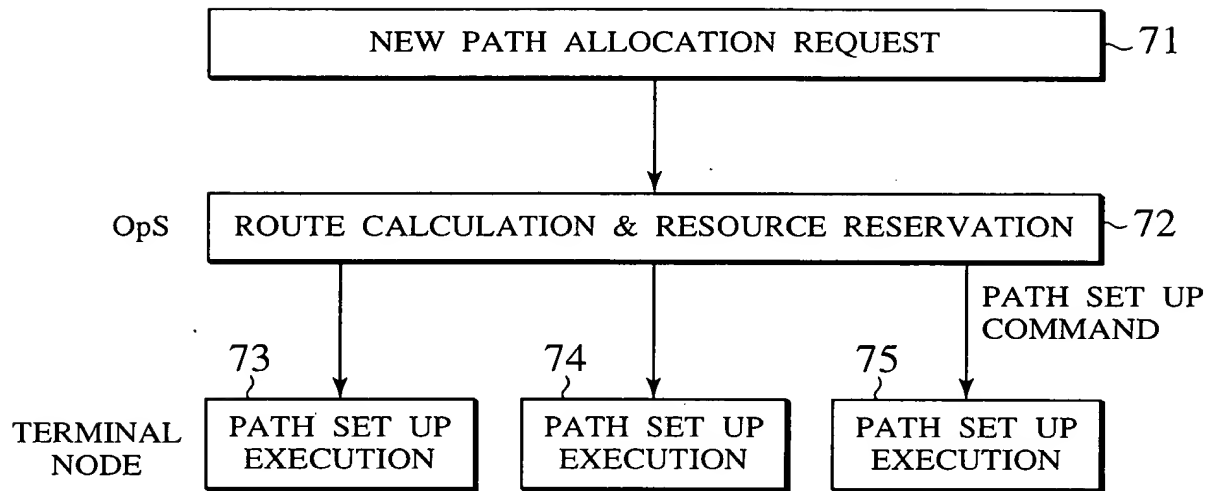 NEW PATH ALLOCATION REQUEST
71
OpS
ROUTE CALCULATION & RESOURCE RESERVATION
72
PATH SET UP
COMMAND
73
74
75
TERMINAL
NODE
PATH SET UP
EXECUTION
PATH SET UP
EXECUTION
PATH SET UP
EXECUTION